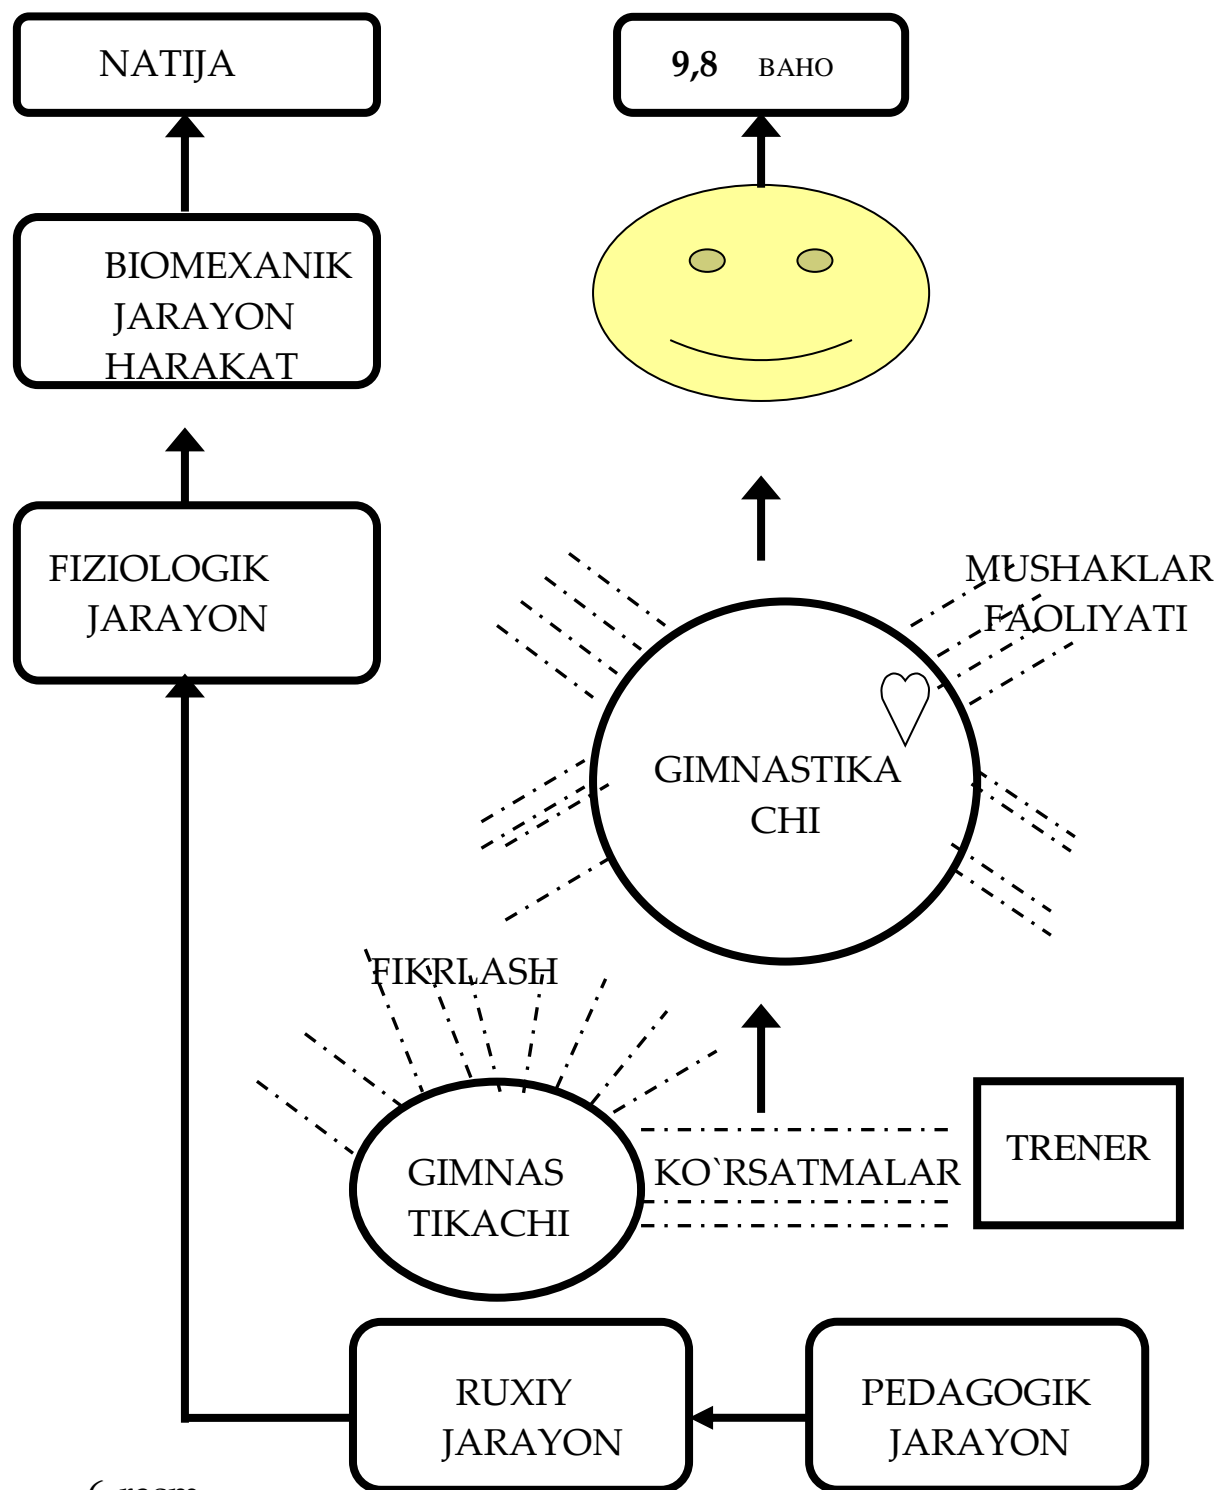 NATIJA
9,8 BAHO
BIOMEXANIK
JARAYON
HARAKAT
FIZIOLOGIK
JARAYON
MUSHAKLAR
FAOLIYATI
GIMNASTIKA
CHI
FIKRLASH
GIMNAS
TIKACHI
KO`RSATMALAR
TRENER
RUXIY
JARAYON
PEDAGOGIK
JARAYON